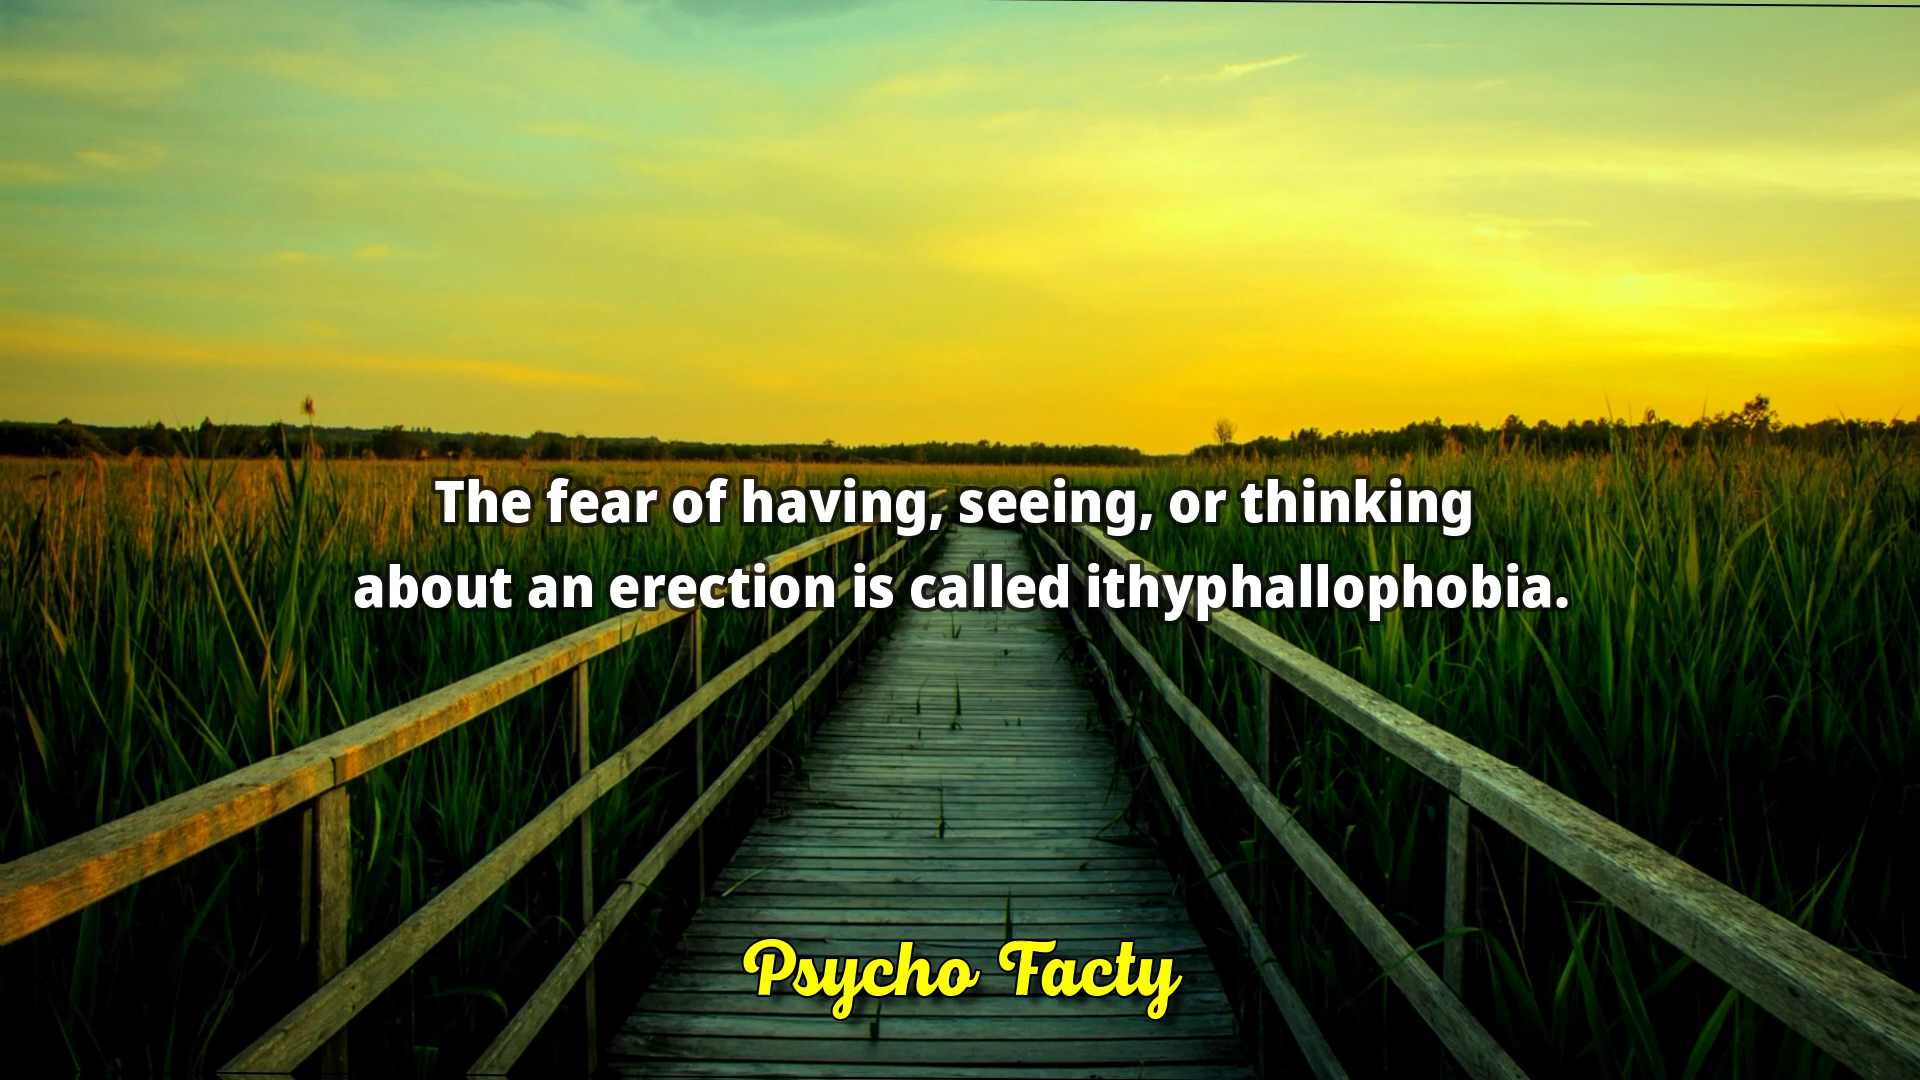 The fear of having, seeing, or thinking
about an erection is called ithyphallophobia.
Psycho Facty